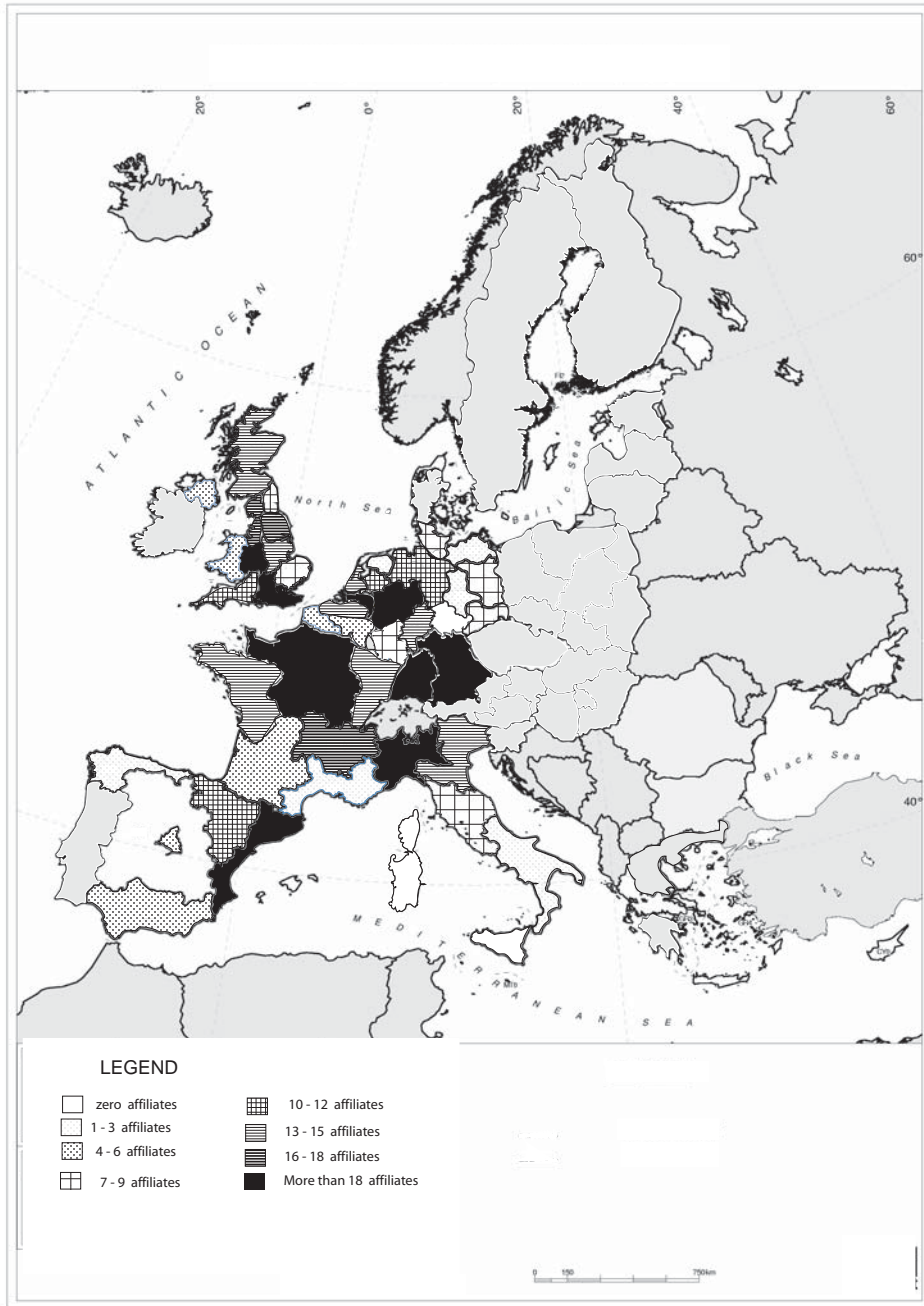 20°
0°
20°
40°
60°
60°
ATLANTIC OCEAN
North Sea
Baltic Sea
Black Sea
40°
MEDITERRANEAN SEA
LEGEND
zero affiliates
1 - 3 affiliates
4 - 6 affiliates
7 - 9 affiliates
10 - 12 affiliates
13 - 15 affiliates
16 - 18 affiliates
More than 18 affiliates
0 150 750km